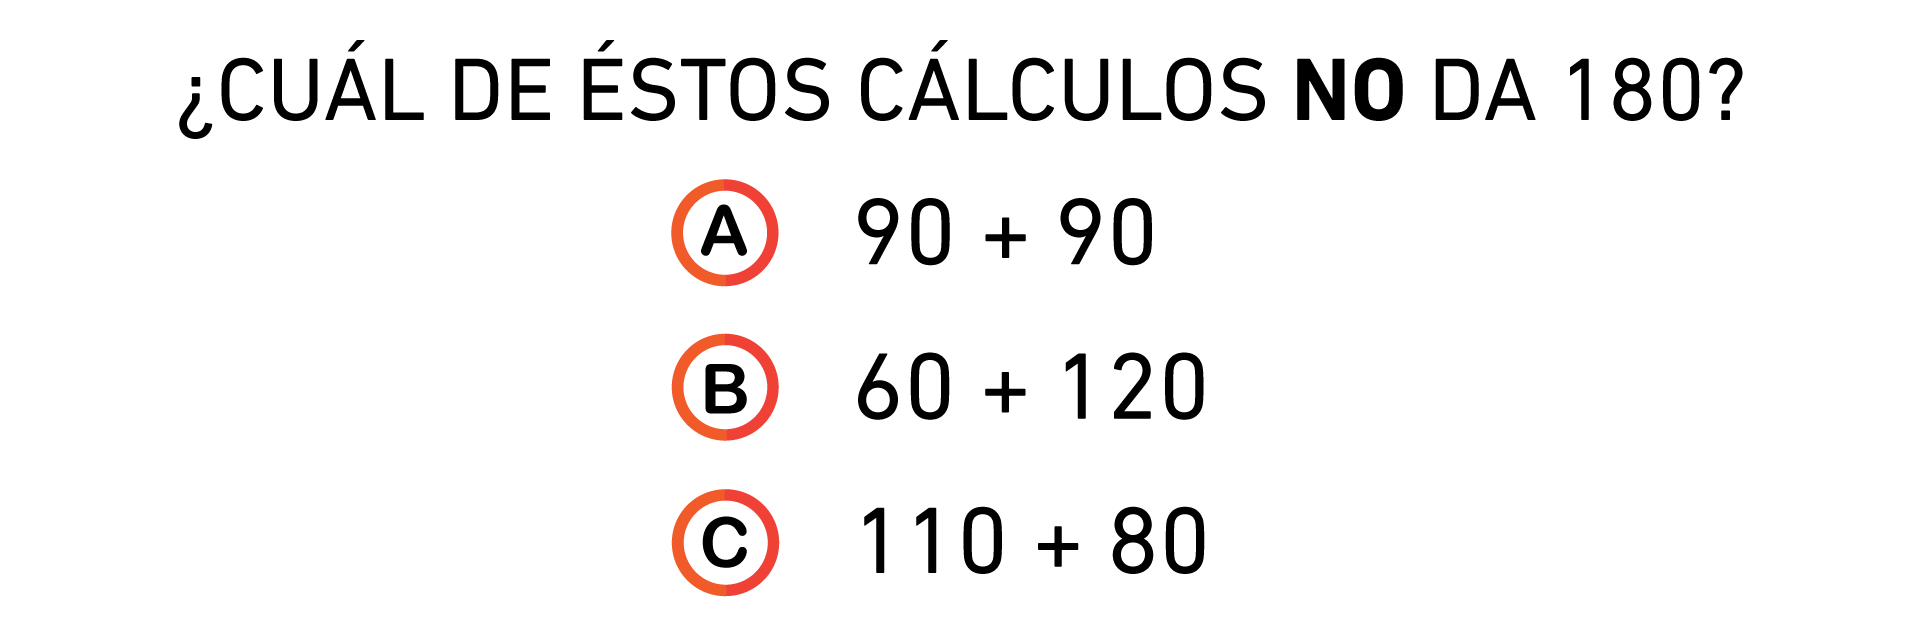 ¿CUÁL DE ÉSTOS CÁLCULOS NO DA 180?
A 90 + 90
B 60 + 120
C 110 + 80